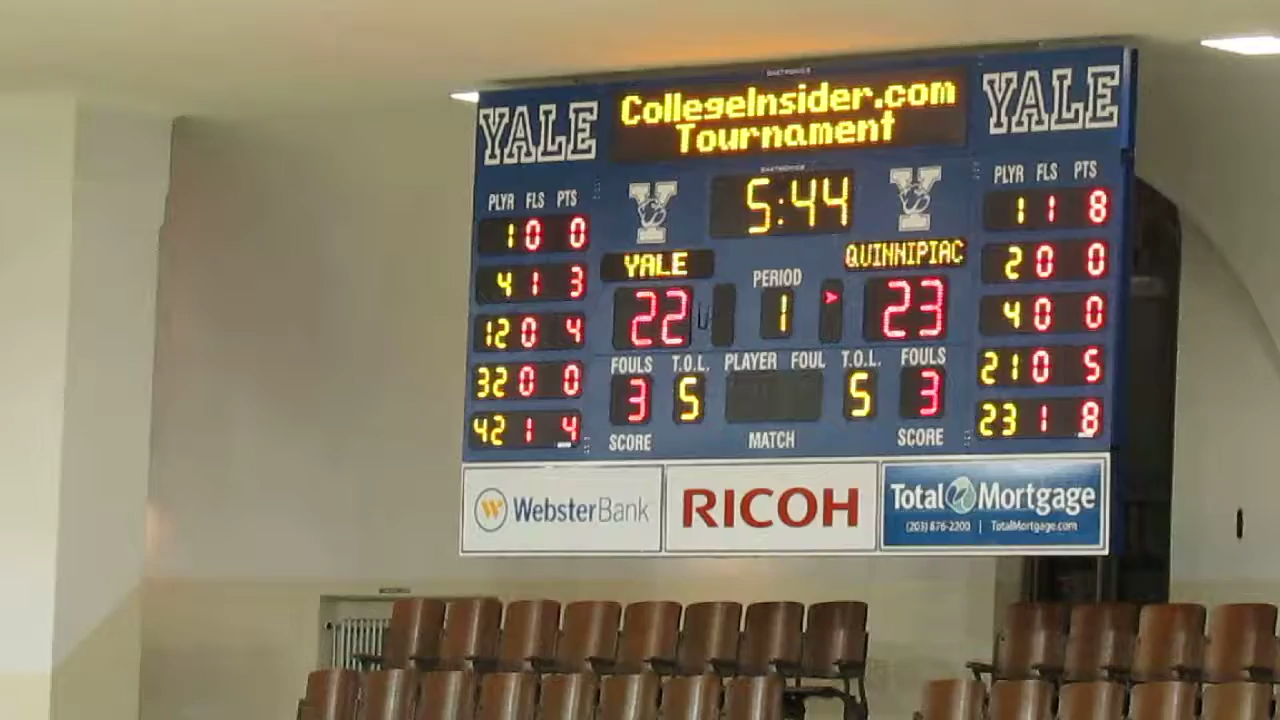 DAKTRONICS
YALE
CollegeInsider.com
Tournament
YALE
DAKTRONICS
5:44
PLYR FLS PTS
1 0 0
4 1 3
12 0 4
32 0 0
42 1 4
Y
Y
YALE
QUINNIPIAC
PERIOD
22
1
23
FOULS T.O.L. PLAYER FOUL T.O.L. FOULS
3 5 5 3
SCORE MATCH SCORE
PLYR FLS PTS
1 1 8
2 0 0
4 0 0
21 0 5
23 1 8
W WebsterBank
RICOH
Total Mortgage
(203) 876-2200 | TotalMortgage.com